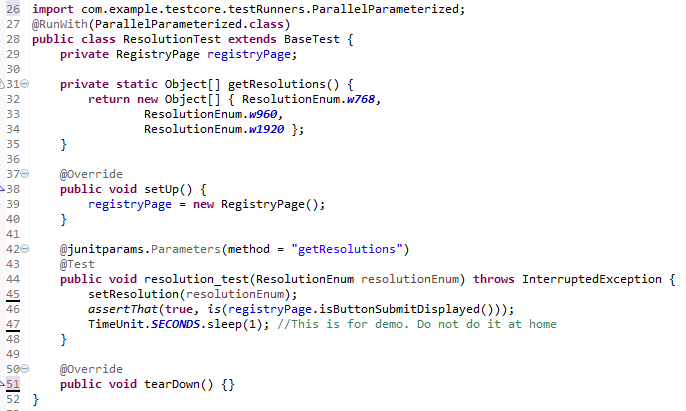 26 import com.example.testcore.testRunners.ParallelParameterized;
27 @RunWith(ParallelParameterized.class)
28 public class ResolutionTest extends BaseTest {
29     private RegistryPage registryPage;
30
31     private static Object[] getResolutions() {
32         return new Object[] { ResolutionEnum.w768,
33                 ResolutionEnum.w960,
34                 ResolutionEnum.w1920 };
35     }
36
37     @Override
38     public void setUp() {
39         registryPage = new RegistryPage();
40     }
41
42     @junitparams.Parameters(method = "getResolutions")
43     @Test
44     public void resolution_test(ResolutionEnum resolutionEnum) throws InterruptedException {
45         setResolution(resolutionEnum);
46         assertThat(true, is(registryPage.isButtonSubmitDisplayed()));
47         TimeUnit.SECONDS.sleep(1); //This is for demo. Do not do it at home
48     }
49
50     @Override
51     public void tearDown() {}
52 }